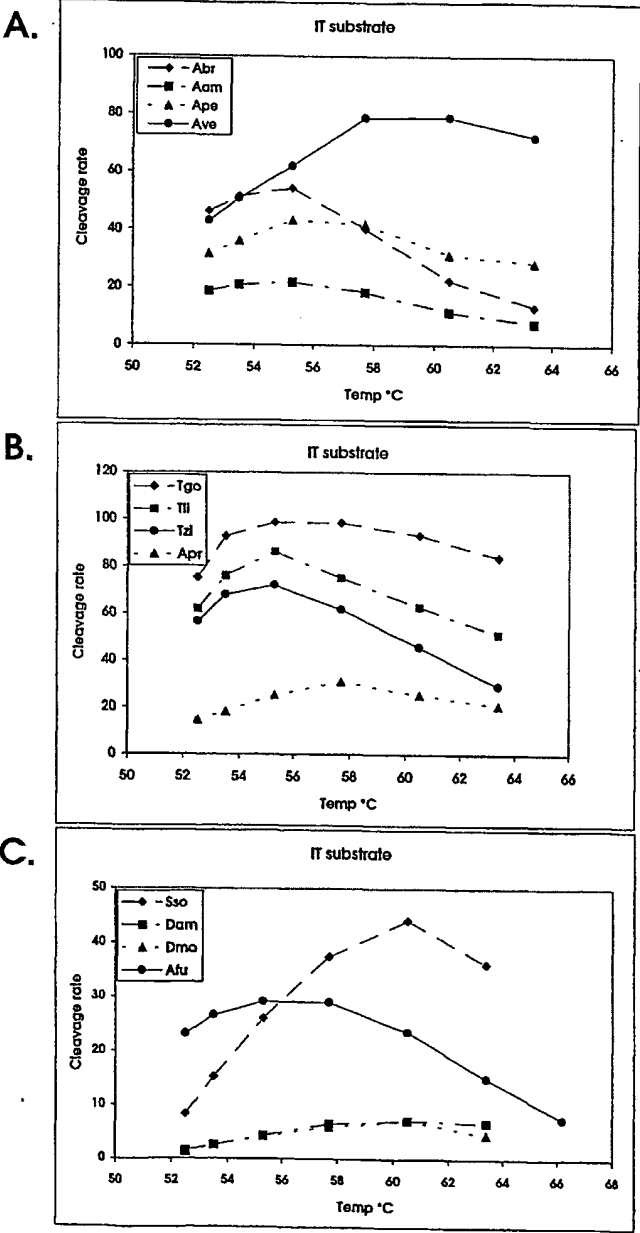 A.
IT substrate
100
80
60
40
20
0
Abr
Aam
Ape
Ave
Cleavage rate
50 52 54 56 58 60 62 64 66
Temp °C
B.
IT substrate
120
100
80
60
40
20
0
Tgo
Tli
Tzi
Apr
Cleavage rate
50 52 54 56 58 60 62 64 66
Temp °C
C.
IT substrate
50
40
30
20
10
0
Sso
Dam
Dmo
Afu
Cleavage rate
50 52 54 56 58 60 62 64 66 68
Temp °C